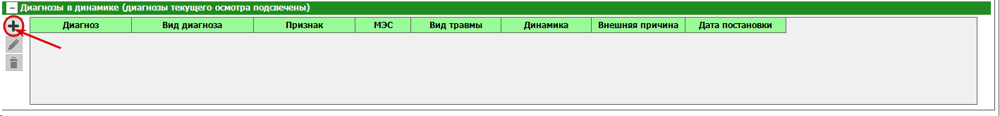 Диагнозы в динамике (диагнозы текущего осмотра подсвечены)
Диагноз Вид диагноза Признак МЭС Вид травмы Динамика Внешняя причина Дата постановки